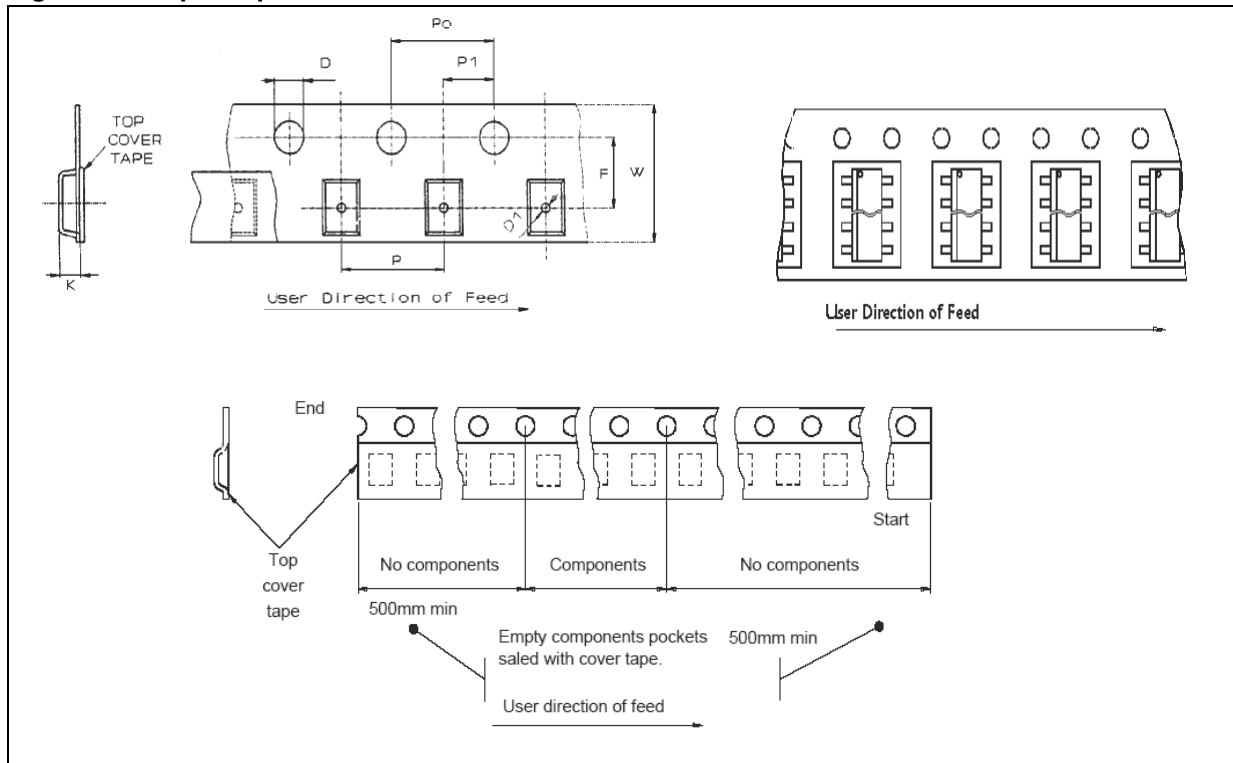 Po
D
P1
TOP
COVER
TAPE
F
W
D1
P
K
User Direction of Feed
User Direction of Feed
End
Start
Top
cover
tape
No components
Components
No components
500mm min
Empty components pockets
saled with cover tape.
500mm min
User direction of feed